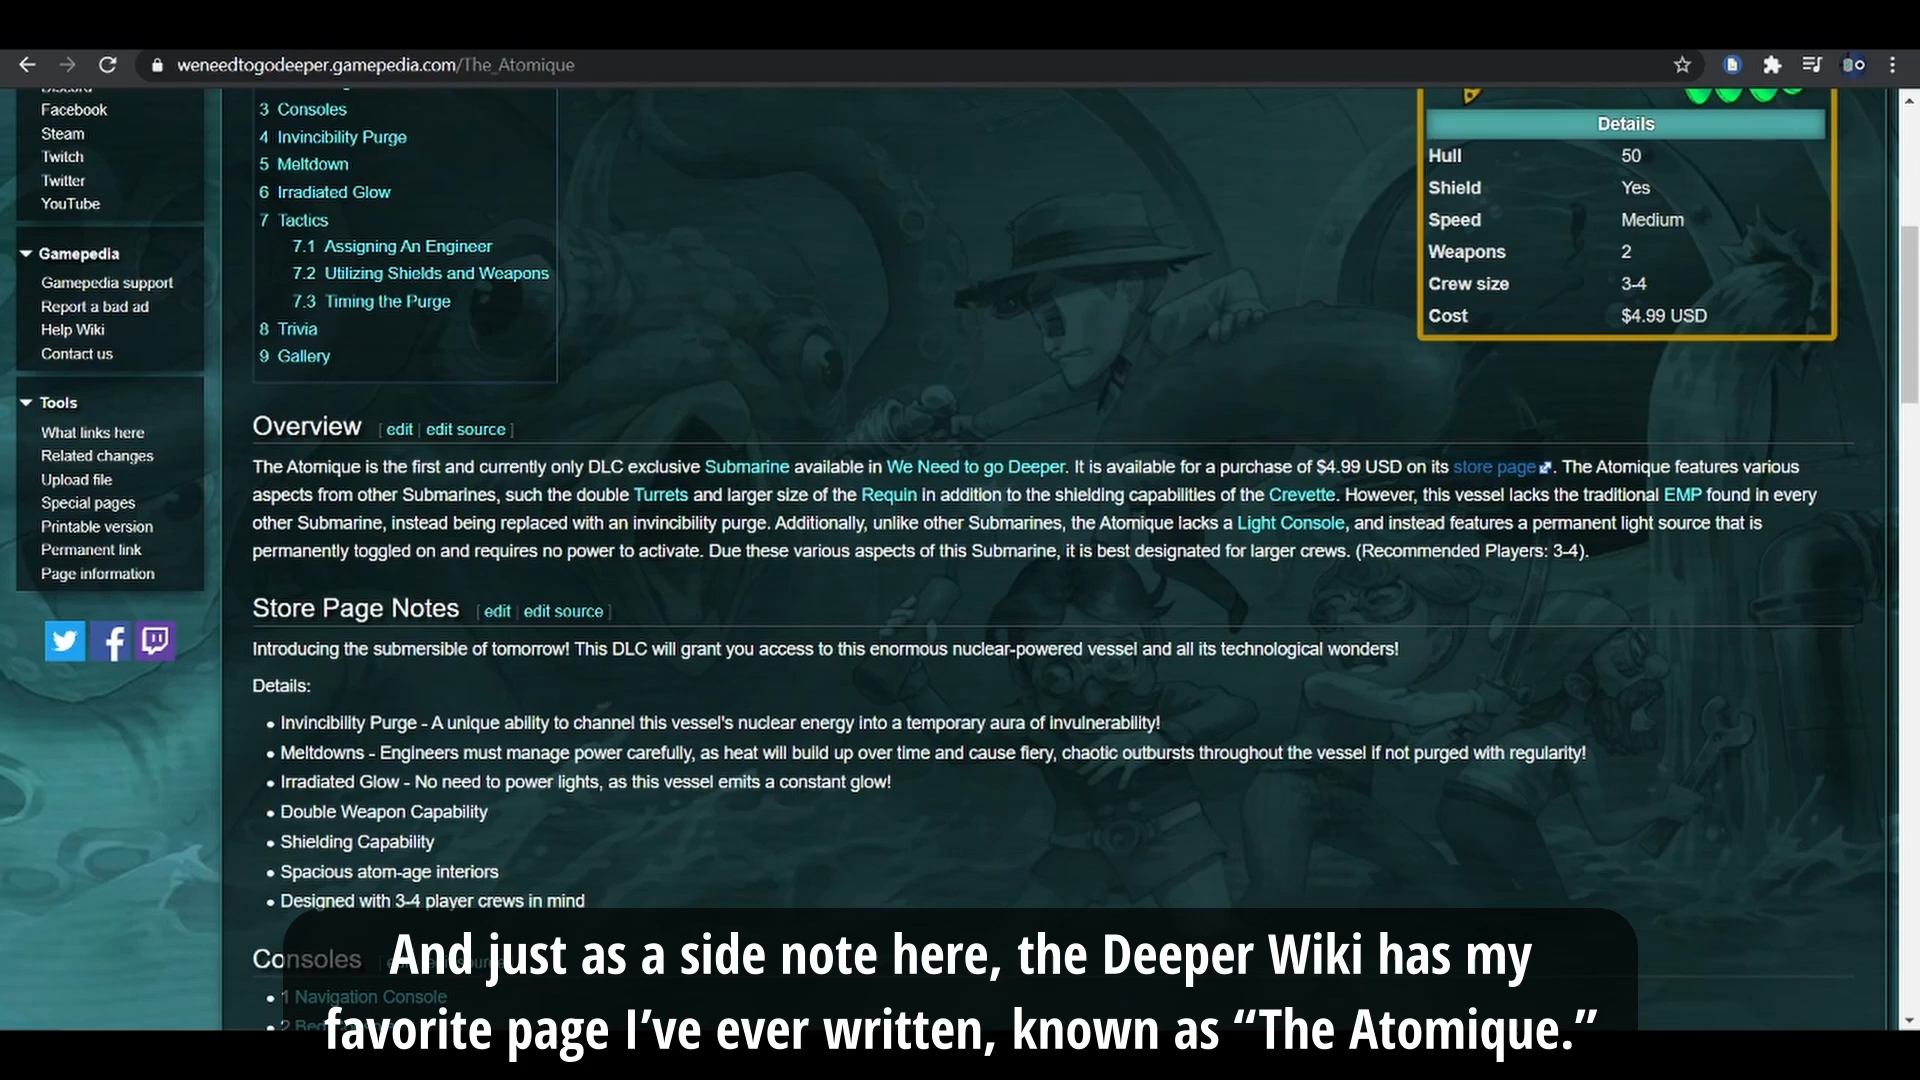 weneedtogodeeper.gamepedia.com/The_Atomique
Discord
Facebook
Steam
Twitch
Twitter
YouTube
Gamepedia
Gamepedia support
Report a bad ad
Help Wiki
Contact us
Tools
What links here
Related changes
Upload file
Special pages
Printable version
Permanent link
Page information
3 Consoles
4 Invincibility Purge
5 Meltdown
6 Irradiated Glow
7 Tactics
7.1 Assigning An Engineer
7.2 Utilizing Shields and Weapons
7.3 Timing the Purge
8 Trivia
9 Gallery
Details
Hull 50
Shield Yes
Speed Medium
Weapons 2
Crew size 3-4
Cost $4.99 USD
Overview [ edit | edit source ]
The Atomique is the first and currently only DLC exclusive Submarine available in We Need to go Deeper. It is available for a purchase of $4.99 USD on its store page. The Atomique features various
aspects from other Submarines, such the double Turrets and larger size of the Requin in addition to the shielding capabilities of the Crevette. However, this vessel lacks the traditional EMP found in every
other Submarine, instead being replaced with an invincibility purge. Additionally, unlike other Submarines, the Atomique lacks a Light Console, and instead features a permanent light source that is
permanently toggled on and requires no power to activate. Due these various aspects of this Submarine, it is best designated for larger crews. (Recommended Players: 3-4).
Store Page Notes [ edit | edit source ]
Introducing the submersible of tomorrow! This DLC will grant you access to this enormous nuclear-powered vessel and all its technological wonders!
Details:
• Invincibility Purge - A unique ability to channel this vessel's nuclear energy into a temporary aura of invulnerability!
• Meltdowns - Engineers must manage power carefully, as heat will build up over time and cause fiery, chaotic outbursts throughout the vessel if not purged with regularity!
• Irradiated Glow - No need to power lights, as this vessel emits a constant glow!
• Double Weapon Capability
• Shielding Capability
• Spacious atom-age interiors
• Designed with 3-4 player crews in mind
Consoles
• 1 Navigation Console
And just as a side note here, the Deeper Wiki has my
favorite page I’ve ever written, known as “The Atomique.”